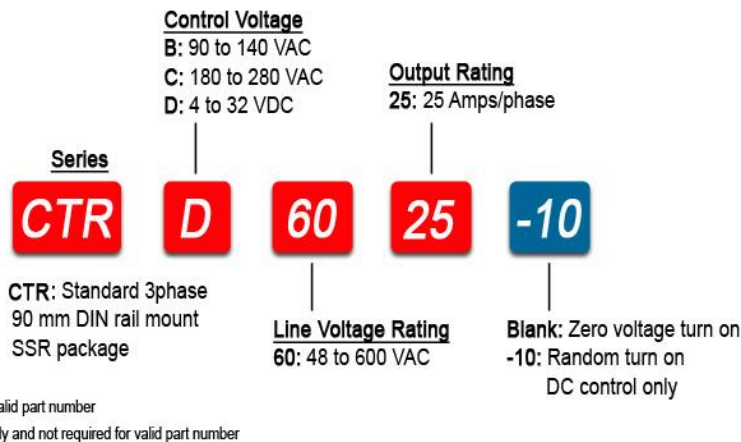 Control Voltage
B: 90 to 140 VAC
C: 180 to 280 VAC
D: 4 to 32 VDC
Output Rating
25: 25 Amps/phase
Series
CTR D 60 25 -10
CTR: Standard 3phase
90 mm DIN rail mount
SSR package
Line Voltage Rating
60: 48 to 600 VAC
Blank: Zero voltage turn on
-10: Random turn on
DC control only
alid part number
ly and not required for valid part number